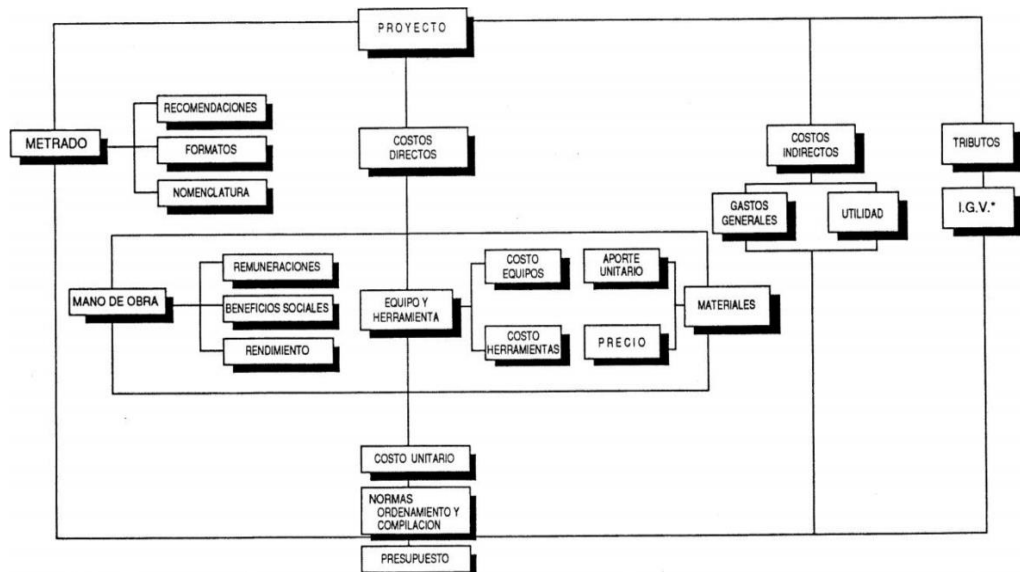 PROYECTO
RECOMENDACIONES
METRADO
FORMATOS
NOMENCLATURA
COSTOS
DIRECTOS
COSTOS
INDIRECTOS
TRIBUTOS
GASTOS
GENERALES
UTILIDAD
I.G.V.*
MANO DE OBRA
REMUNERACIONES
BENEFICIOS SOCIALES
RENDIMIENTO
EQUIPO Y
HERRAMIENTA
COSTO
EQUIPOS
COSTO
HERRAMIENTAS
APORTE
UNITARIO
PRECIO
MATERIALES
COSTO UNITARIO
NORMAS
ORDENAMIENTO Y
COMPILACION
PRESUPUESTO